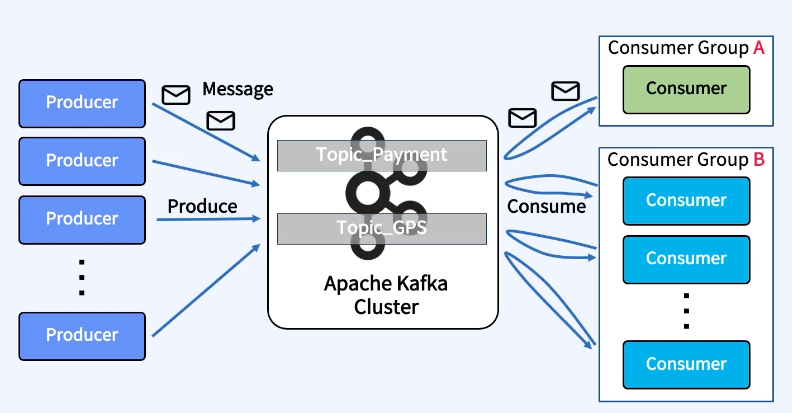 Producer
Message
Producer
Producer
Produce
Producer
Topic_Payment
Topic_GPS
Apache Kafka
Cluster
Consume
Consumer Group A
Consumer
Consumer Group B
Consumer
Consumer
Consumer